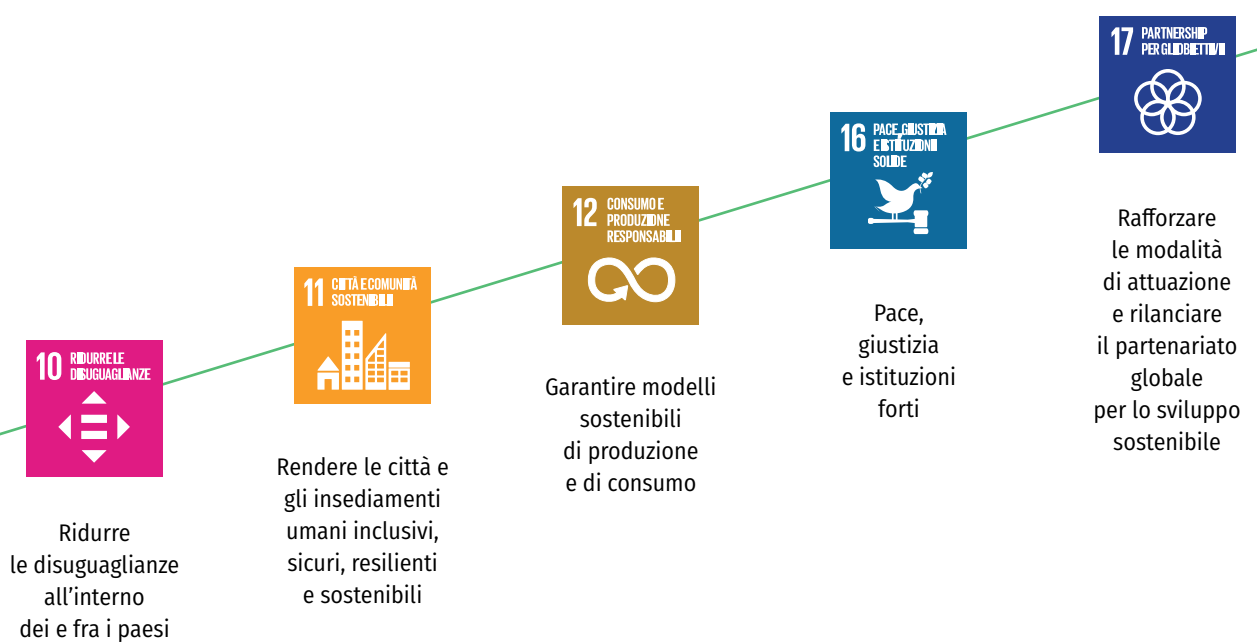 10 RIDURRE LE
DISUGUAGLIANZE
Ridurre
le disuguaglianze
all’interno
dei e fra i paesi
11 CITTÀ E COMUNITÀ
SOSTENIBILI
Rendere le città e
gli insediamenti
umani inclusivi,
sicuri, resilienti
e sostenibili
12 CONSUMO E
PRODUZIONE
RESPONSABILI
Garantire modelli
sostenibili
di produzione
e di consumo
16 PACE, GIUSTIZIA
E ISTITUZIONI
SOLIDE
Pace,
giustizia
e istituzioni
forti
17 PARTNERSHIP
PER GLI OBIETTIVI
Rafforzare
le modalità
di attuazione
e rilanciare
il partenariato
globale
per lo sviluppo
sostenibile